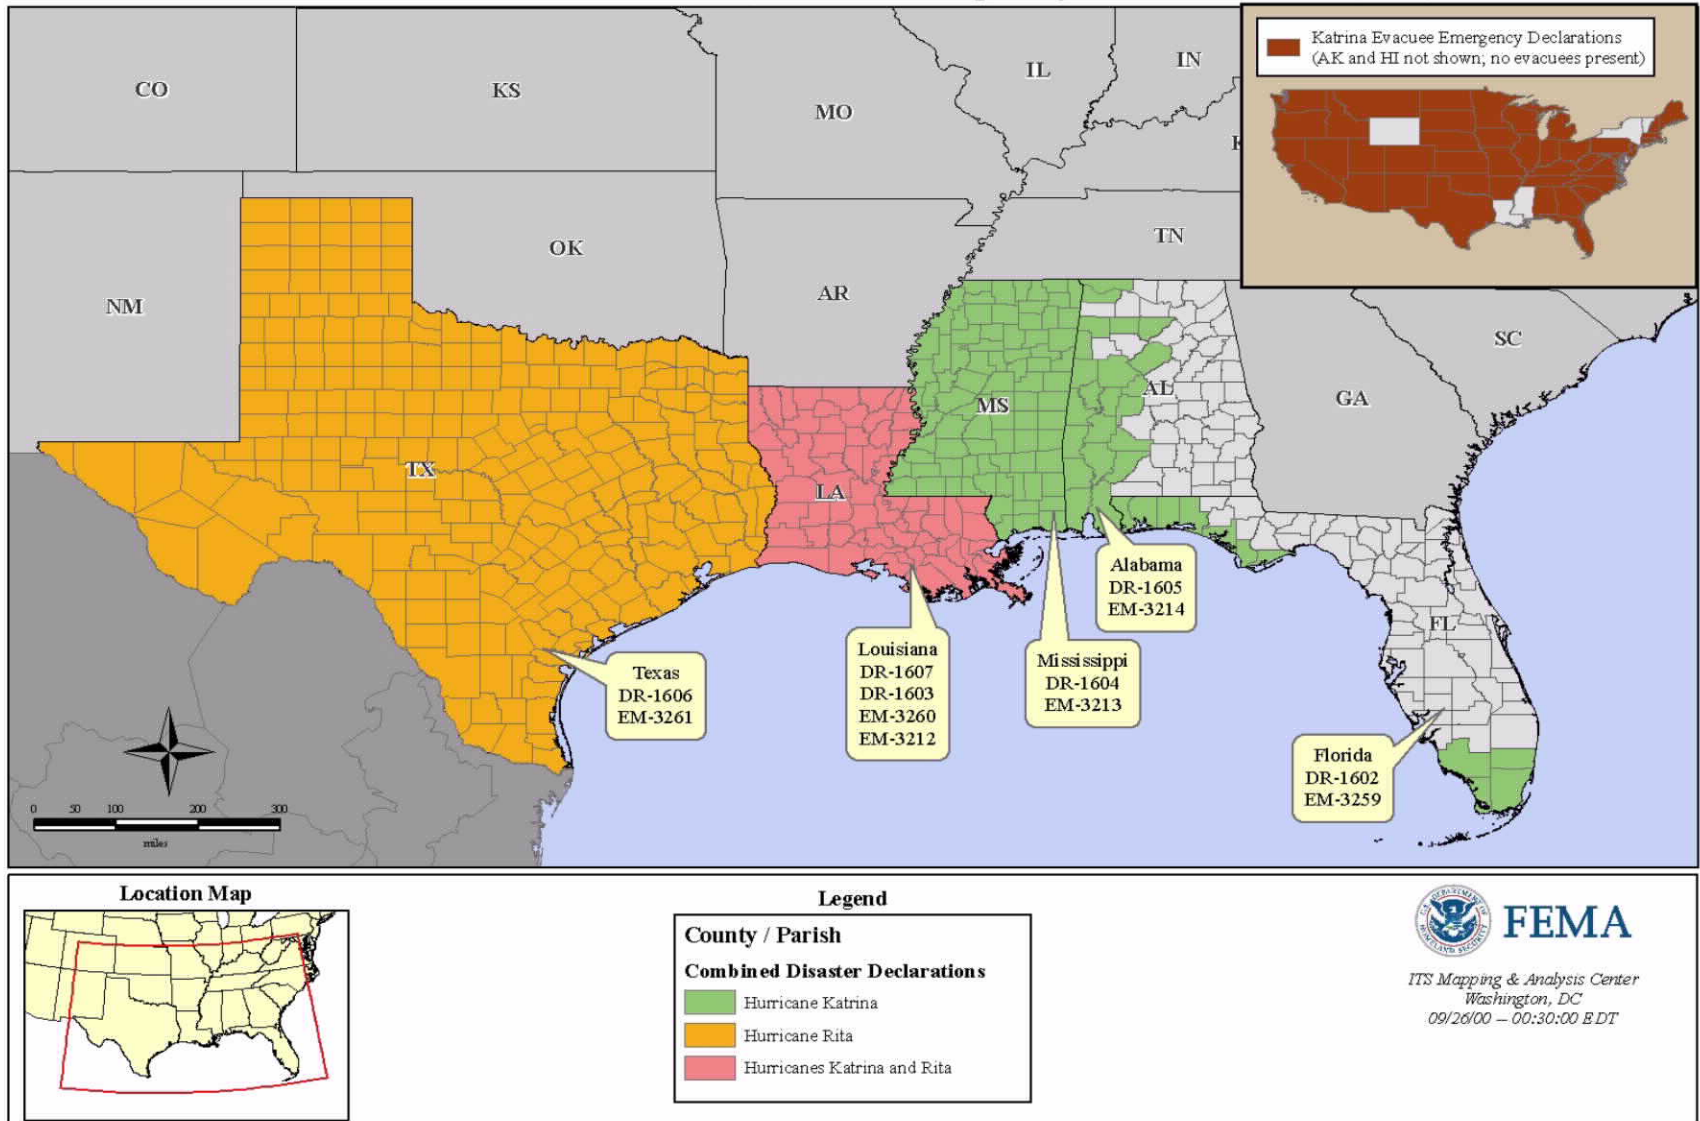 Katrina Evacuee Emergency Declarations
(AK and HI not shown; no evacuees present)
CO
KS
MO
IL
IN
NM
OK
AR
TN
TX
LA
MS
AL
GA
SC
FL
Texas
DR-1606
EM-3261
Louisiana
DR-1607
DR-1603
EM-3260
EM-3212
Mississippi
DR-1604
EM-3213
Alabama
DR-1605
EM-3214
Florida
DR-1602
EM-3259
0 50 100 200 300
miles
Location Map
Legend
County / Parish
Combined Disaster Declarations
Hurricane Katrina
Hurricane Rita
Hurricanes Katrina and Rita
FEMA
ITS Mapping & Analysis Center
Washington, DC
09/26/00 – 00:30:00 EDT